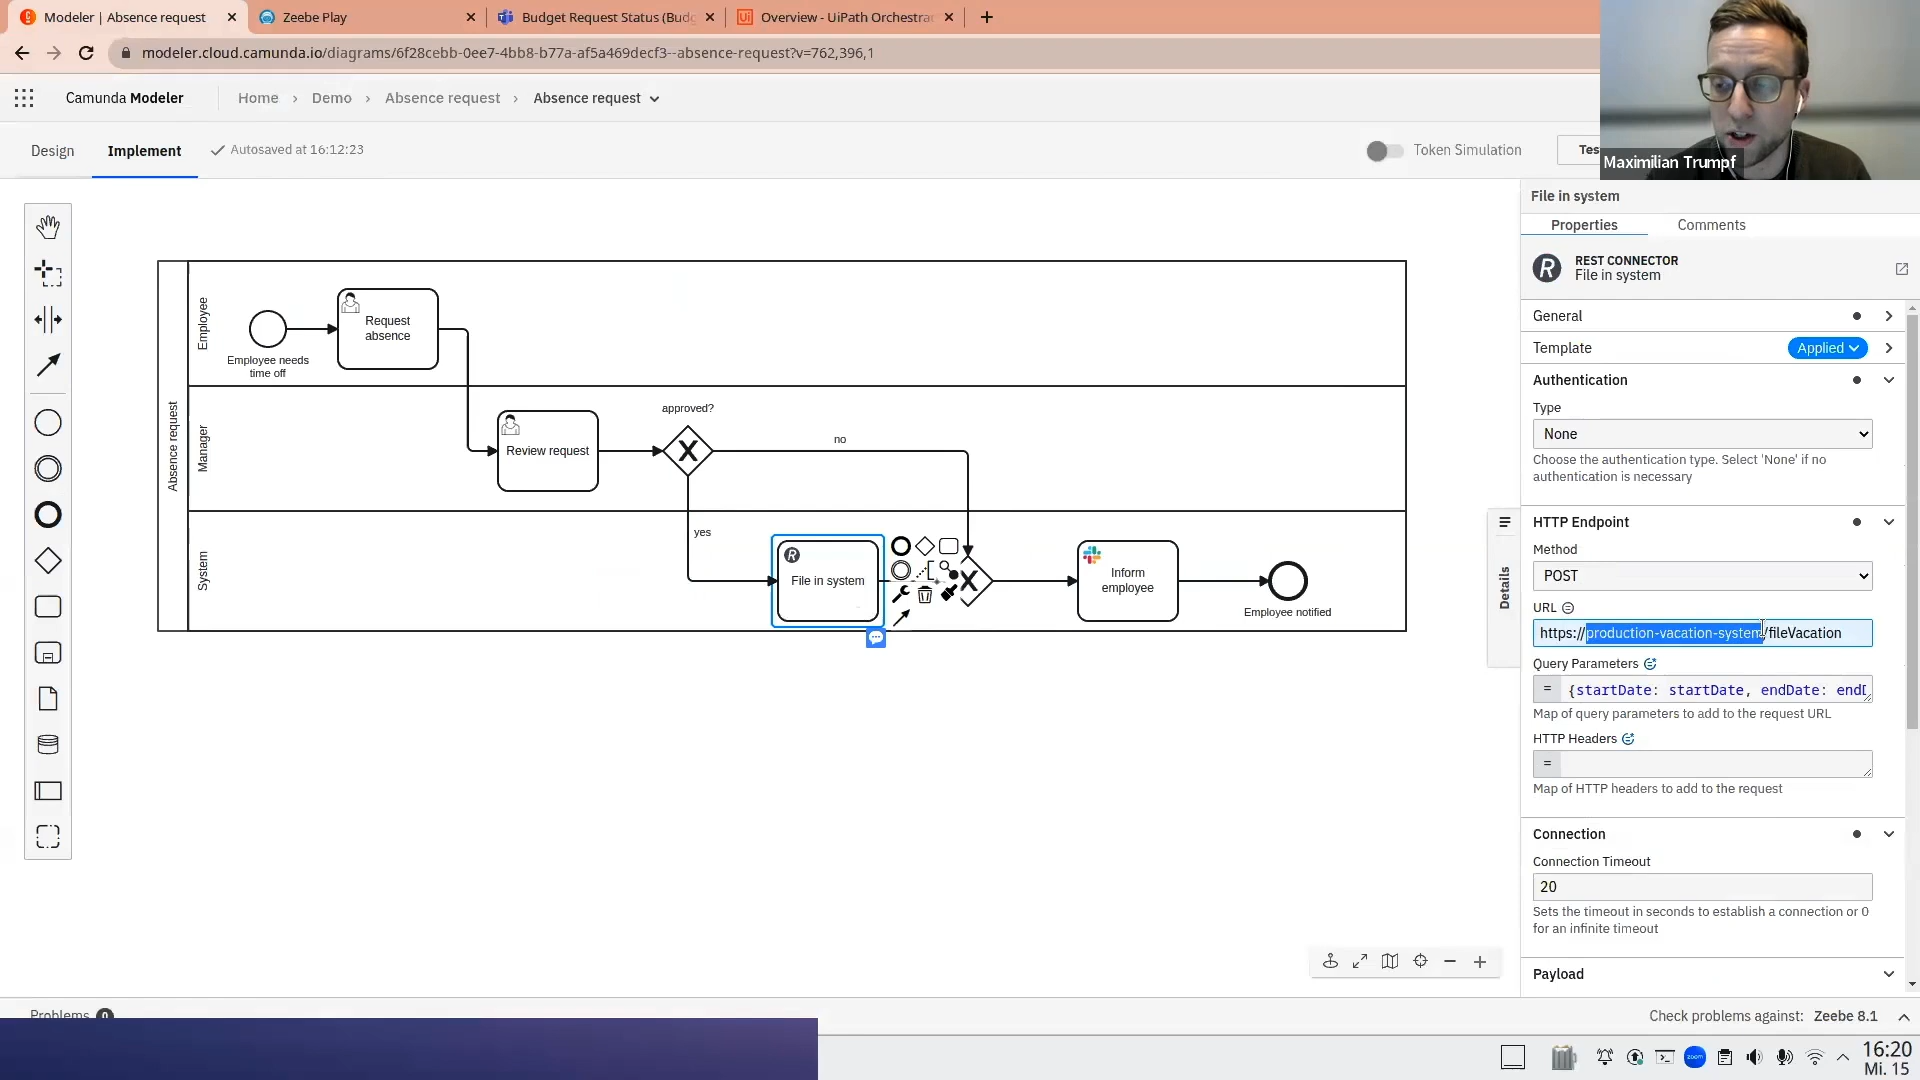 Modeler | Absence request
Zeebe Play
Budget Request Status (Bud
Overview - UiPath Orchestra
modeler.cloud.camunda.io/diagrams/6f28cebb-0ee7-4bb8-b77a-af5a469decf3--absence-request?v=762,396,1
Camunda Modeler
Home
Demo
Absence request
Absence request
Design
Implement
Autosaved at 16:12:23
Token Simulation
Tes
Maximilian Trumpf
File in system
Properties
Comments
REST CONNECTOR
File in system
General
Template
Applied
Authentication
Type
None
Choose the authentication type. Select 'None' if no
authentication is necessary
HTTP Endpoint
Method
POST
URL
https://production-vacation-system/fileVacation
Query Parameters
= {startDate: startDate, endDate: endD
Map of query parameters to add to the request URL
HTTP Headers
=
Map of HTTP headers to add to the request
Connection
Connection Timeout
20
Sets the timeout in seconds to establish a connection or 0
for an infinite timeout
Payload
Details
Absence request
Employee
Employee needs
time off
Request
absence
Manager
Review request
approved?
no
yes
System
R
File in system
X
X
Inform
employee
Employee notified
Problems 0
Check problems against: Zeebe 8.1
zoom
16:20
Mi. 15